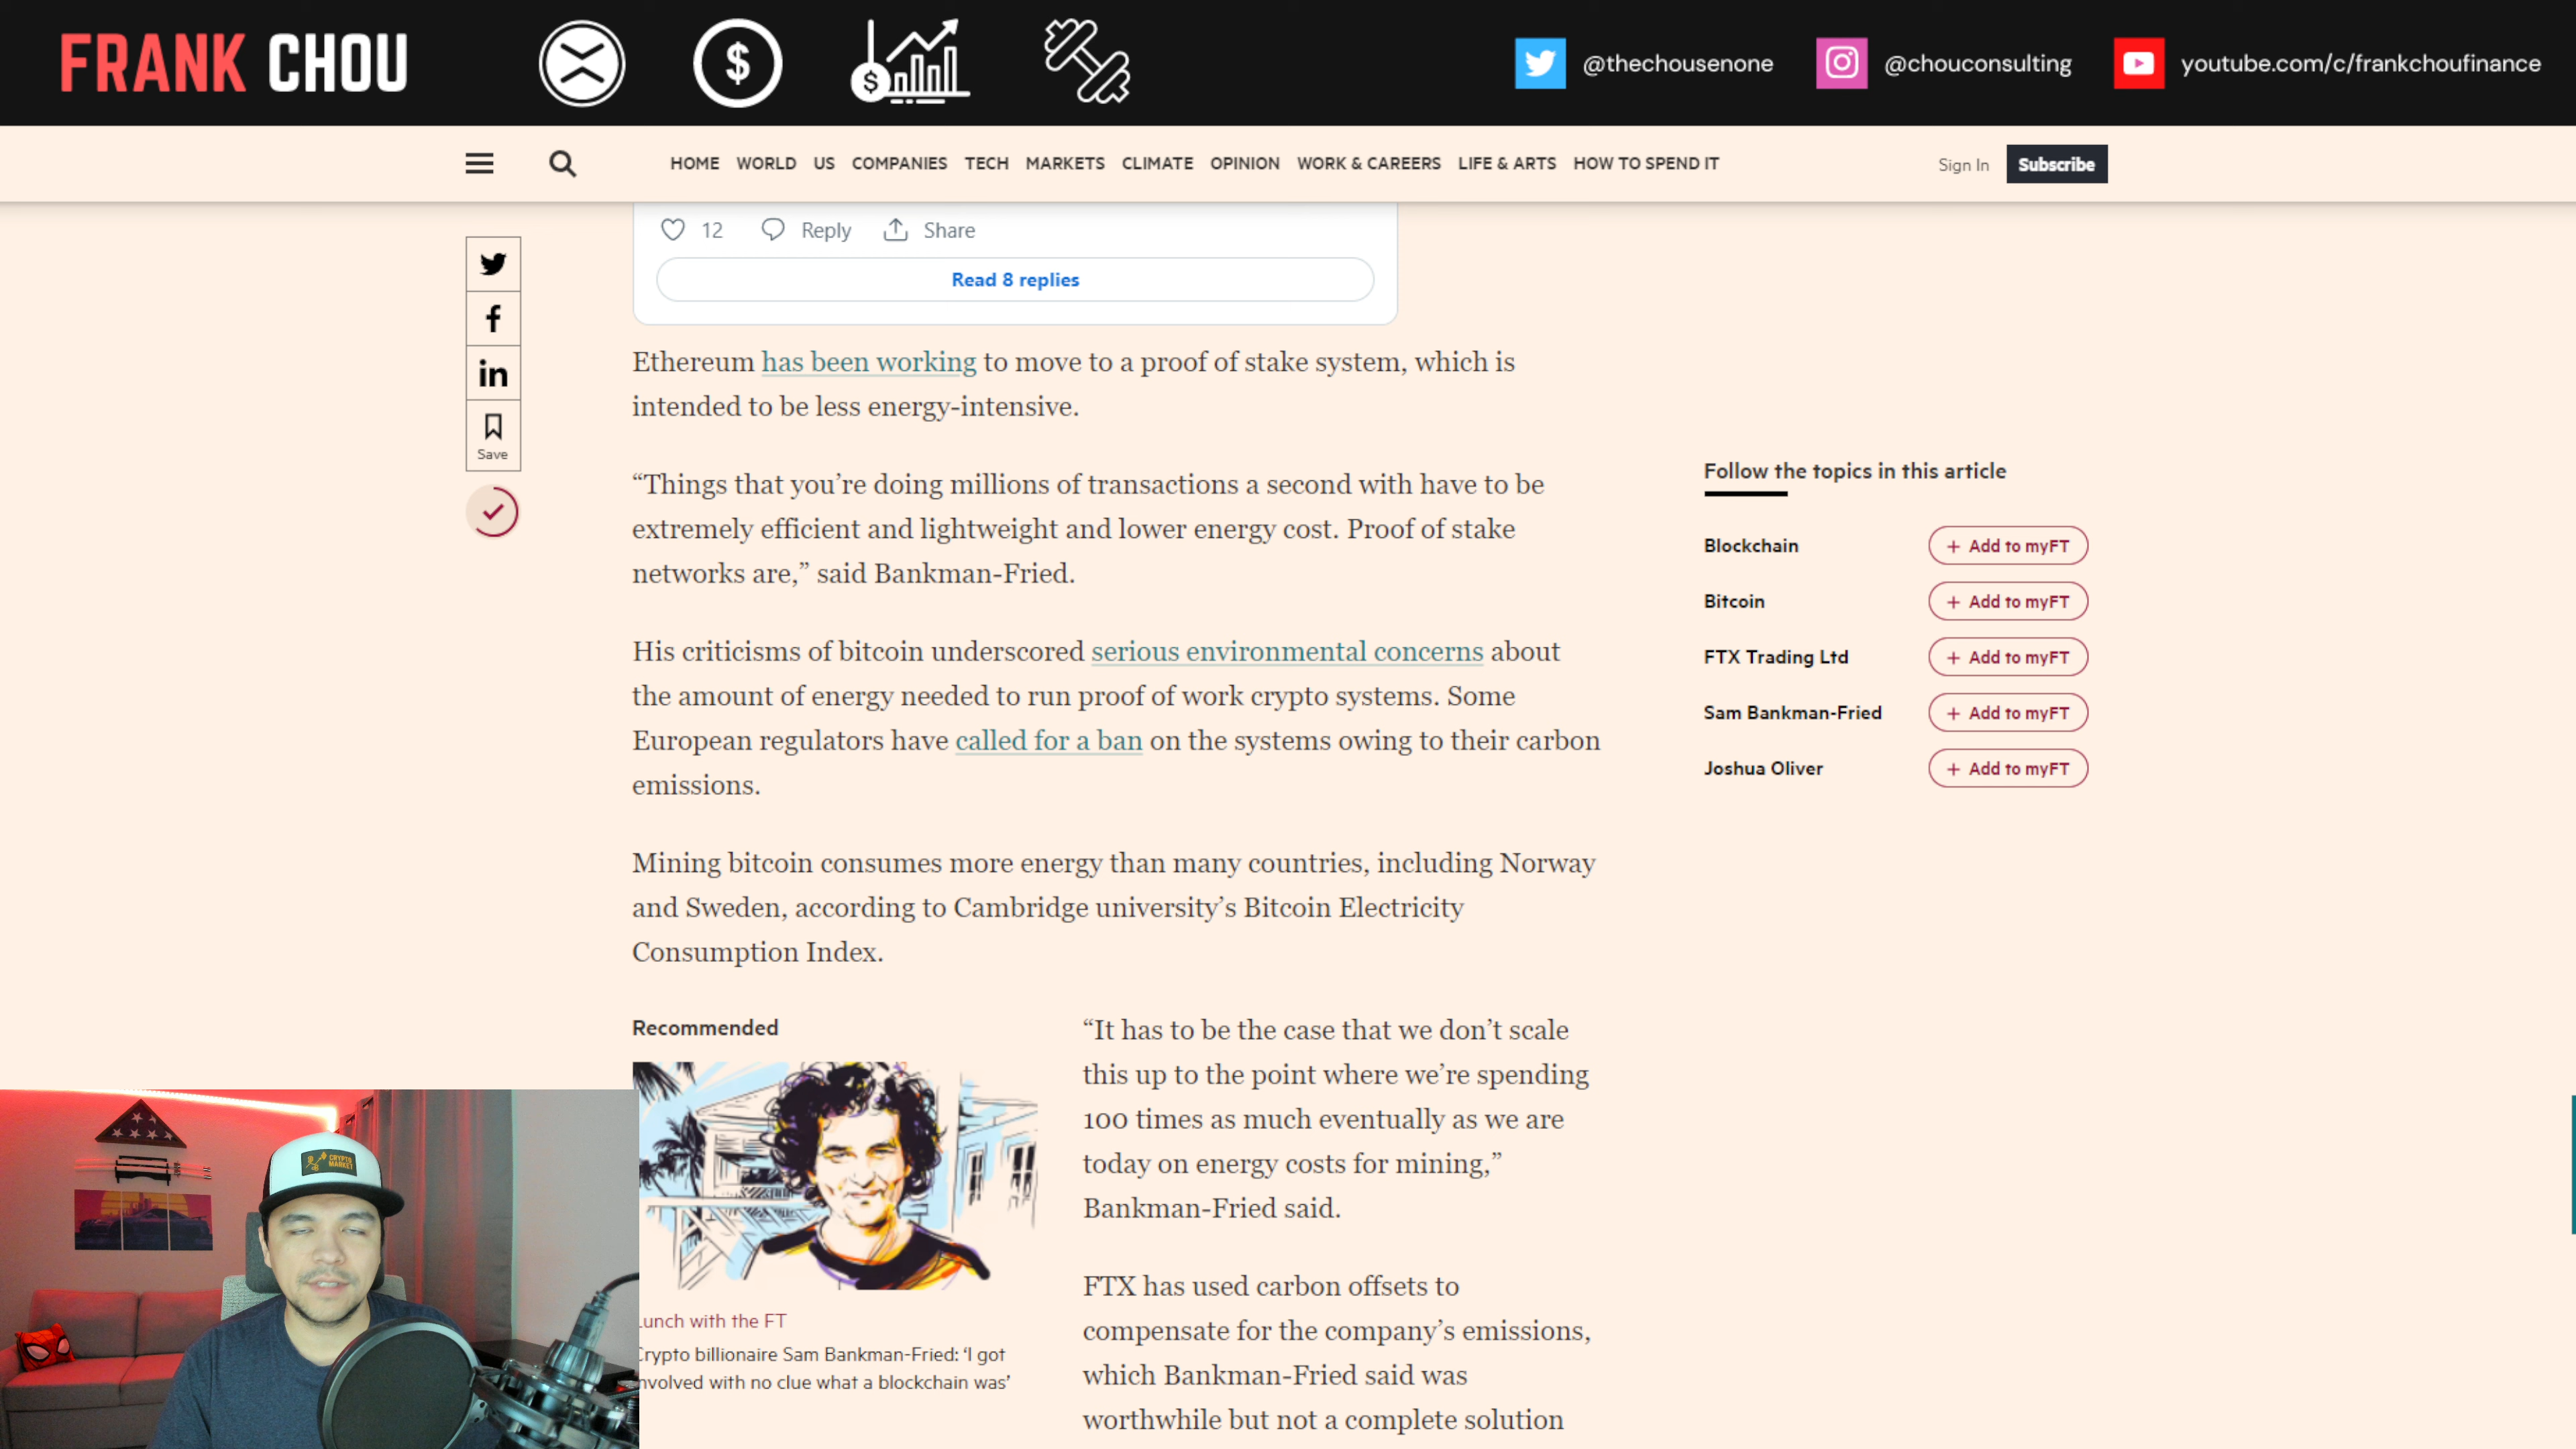 FRANK CHOU
@thechousenone
@chouconsulting
youtube.com/c/frankchoufinance
HOME WORLD US COMPANIES TECH MARKETS CLIMATE OPINION WORK & CAREERS LIFE & ARTS HOW TO SPEND IT
Sign In
Subscribe
Save
12 Reply Share
Read 8 replies
Ethereum has been working to move to a proof of stake system, which is
intended to be less energy-intensive.
“Things that you’re doing millions of transactions a second with have to be
extremely efficient and lightweight and lower energy cost. Proof of stake
networks are,” said Bankman-Fried.
His criticisms of bitcoin underscored serious environmental concerns about
the amount of energy needed to run proof of work crypto systems. Some
European regulators have called for a ban on the systems owing to their carbon
emissions.
Mining bitcoin consumes more energy than many countries, including Norway
and Sweden, according to Cambridge university’s Bitcoin Electricity
Consumption Index.
Recommended
unch with the FT
rypto billionaire Sam Bankman-Fried: ‘I got
nvolved with no clue what a blockchain was’
“It has to be the case that we don’t scale
this up to the point where we’re spending
100 times as much eventually as we are
today on energy costs for mining,”
Bankman-Fried said.
FTX has used carbon offsets to
compensate for the company’s emissions,
which Bankman-Fried said was
worthwhile but not a complete solution
Follow the topics in this article
Blockchain + Add to myFT
Bitcoin + Add to myFT
FTX Trading Ltd + Add to myFT
Sam Bankman-Fried + Add to myFT
Joshua Oliver + Add to myFT
CRYPTO
MARKET